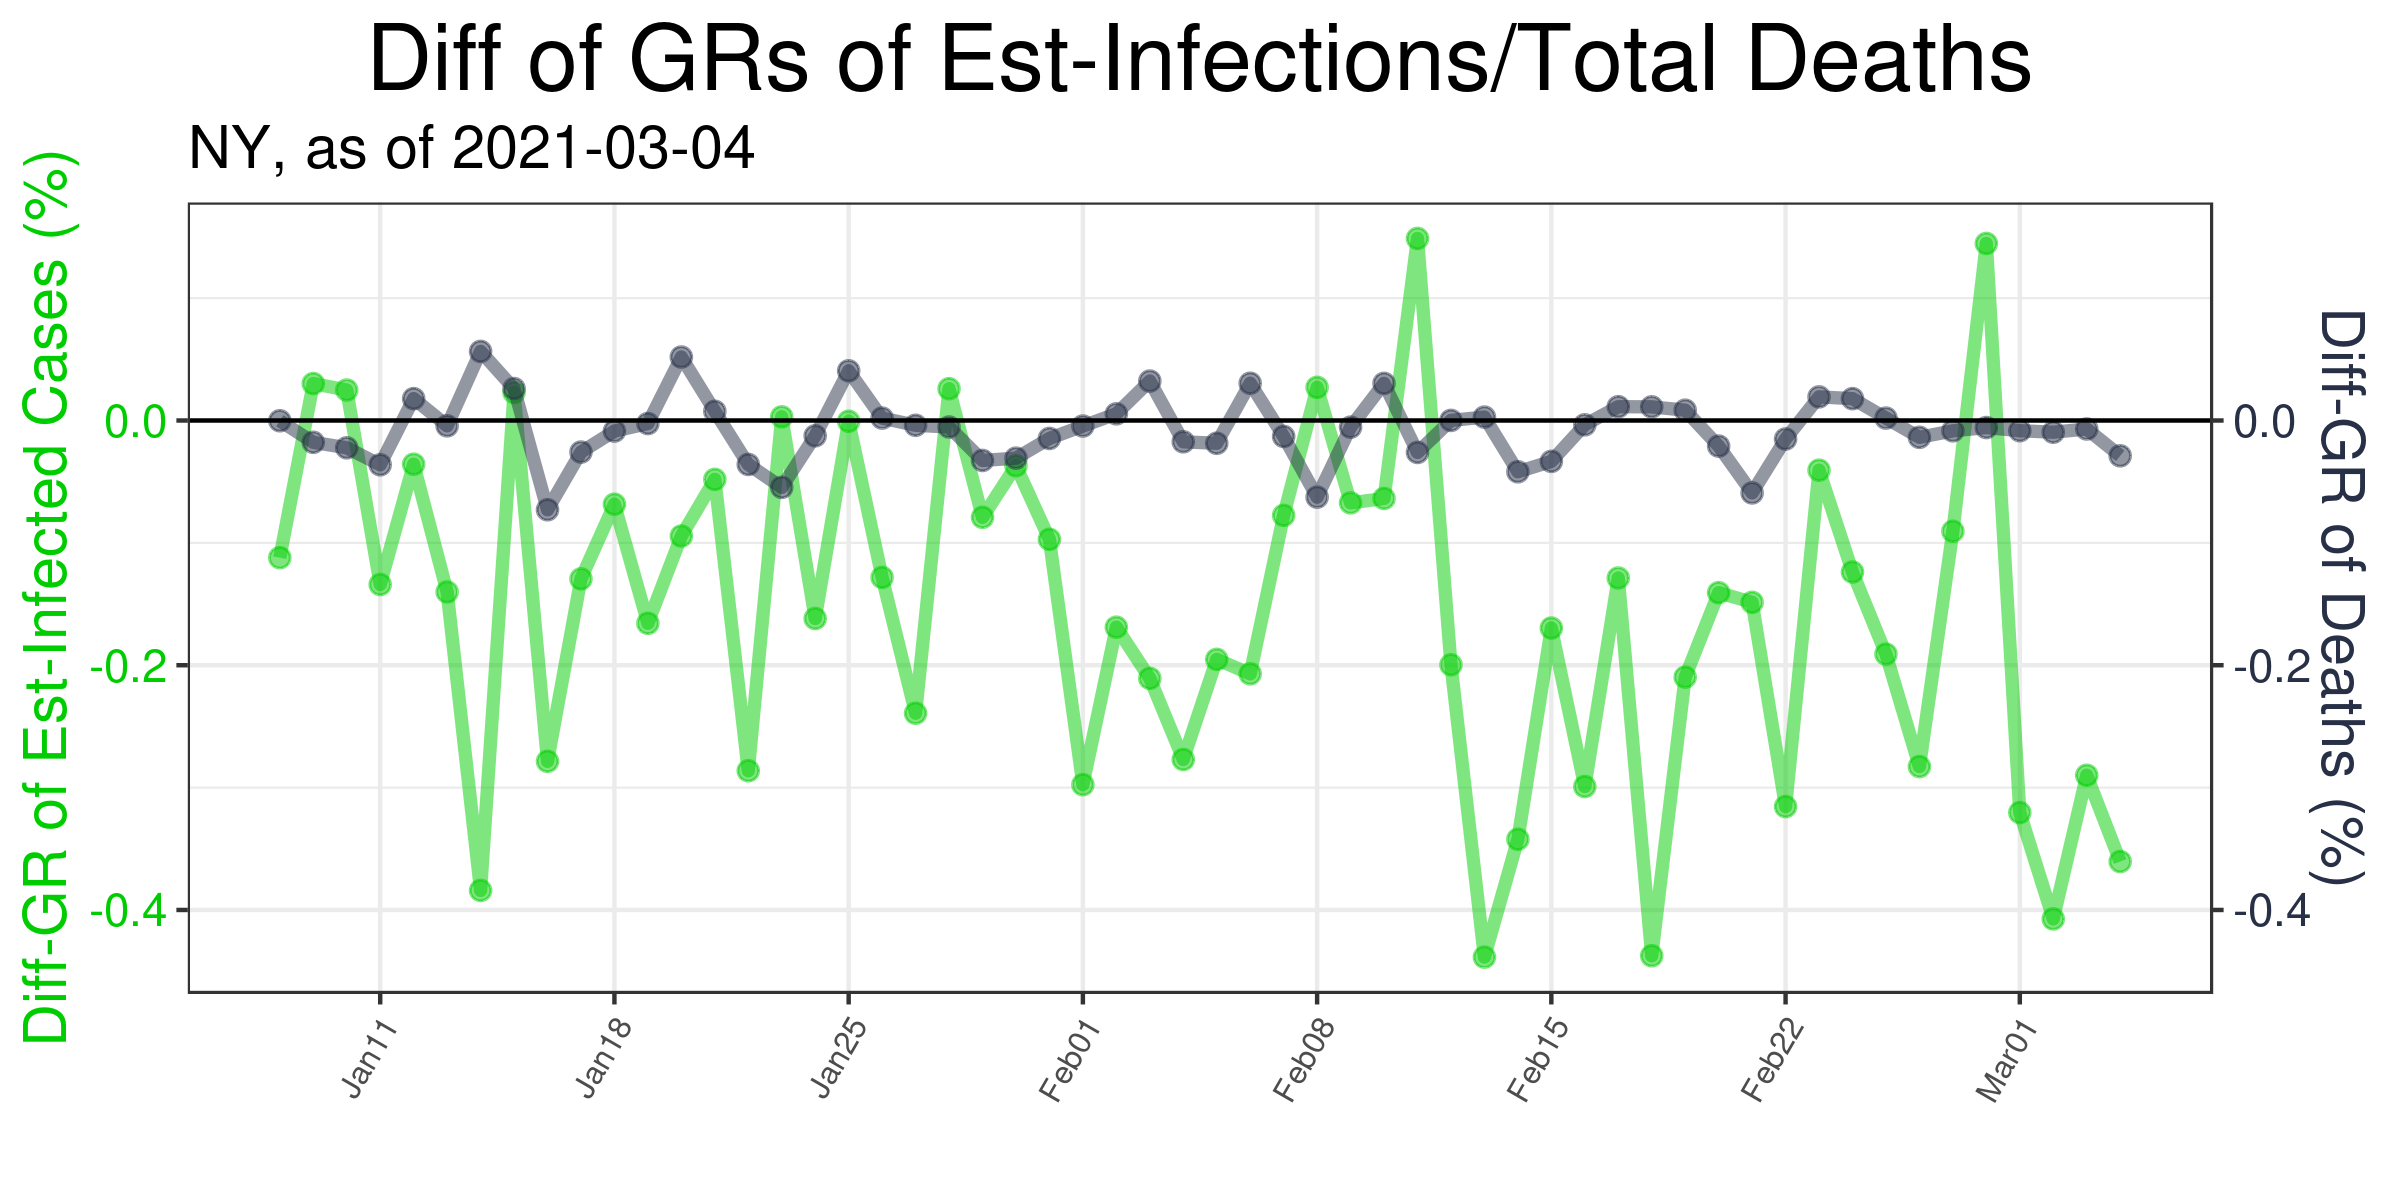 Diff of GRs of Est-Infections/Total Deaths
NY, as of 2021-03-04
Diff-GR of Est-Infected Cases (%)
0.0
-0.2
-0.4
0.0
-0.2
-0.4
Diff-GR of Deaths (%)
Jan11
Jan18
Jan25
Feb01
Feb08
Feb15
Feb22
Mar01